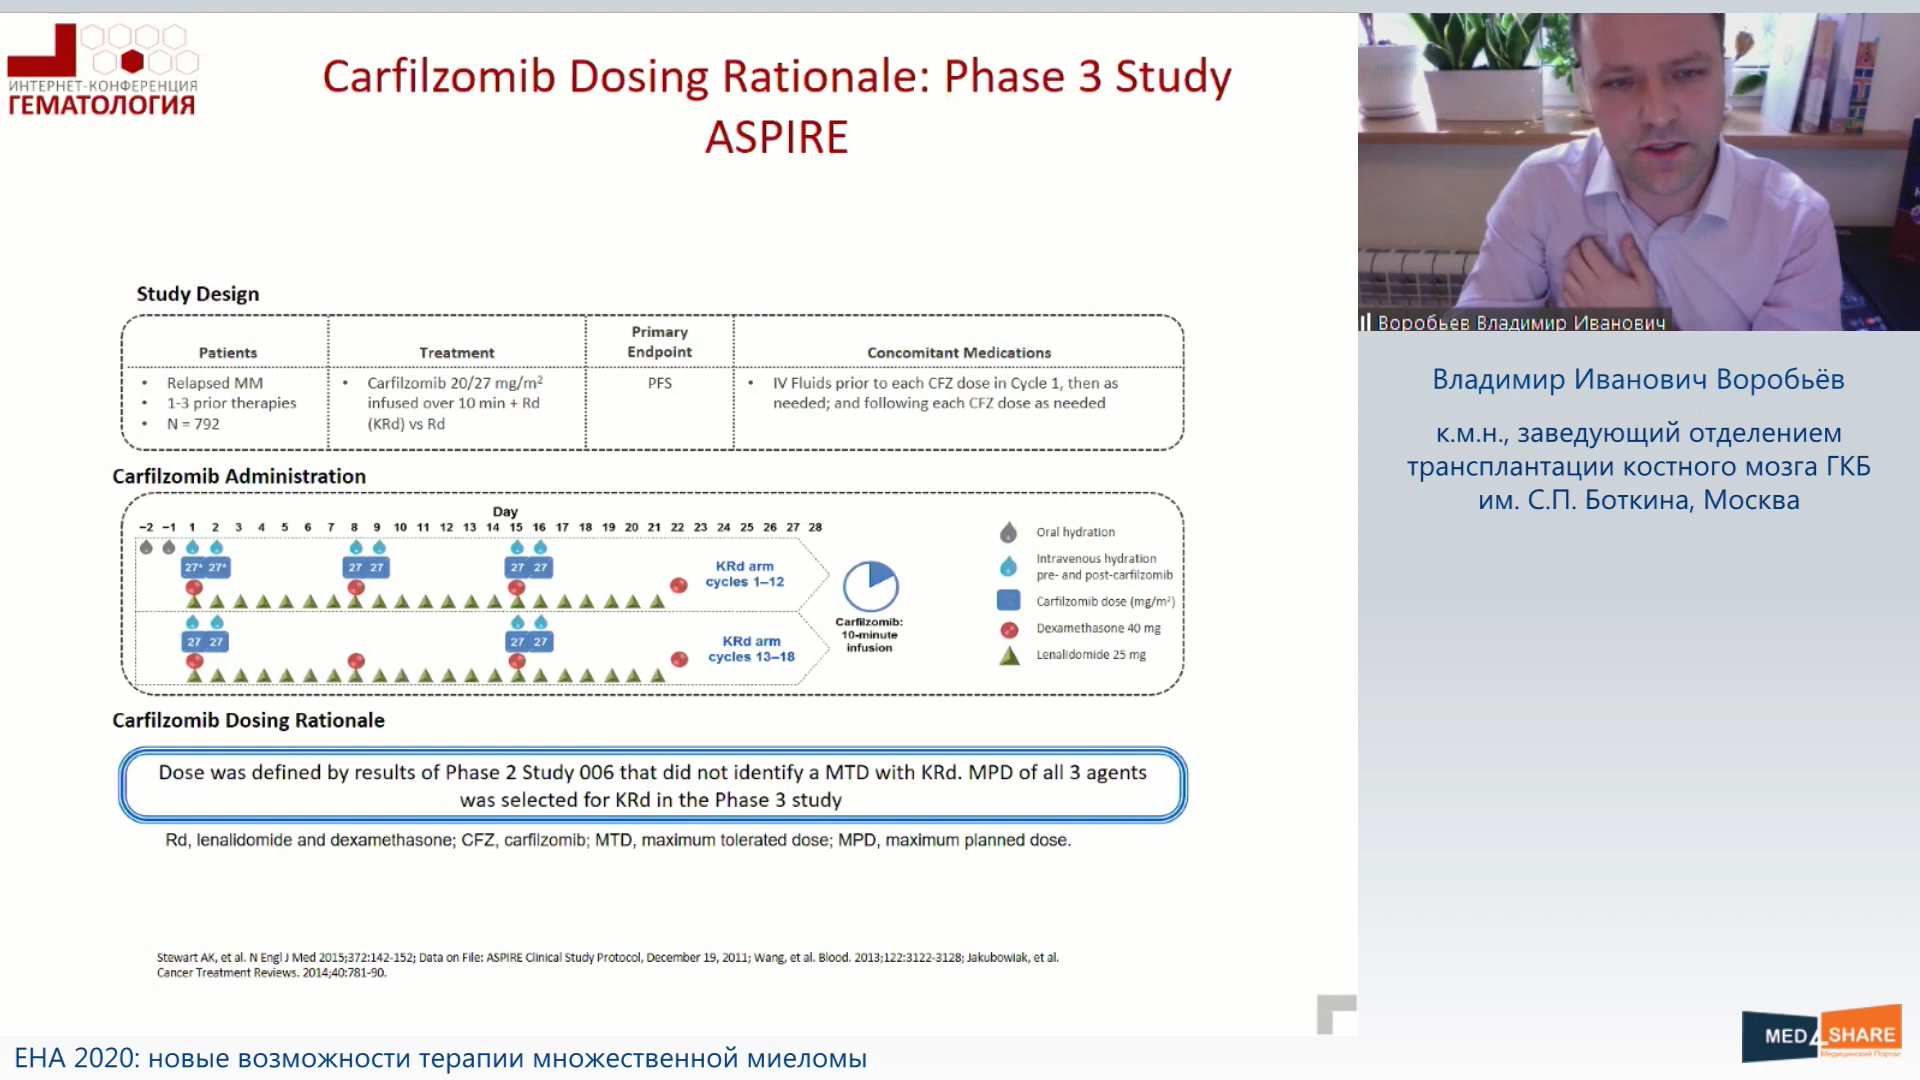 ИНТЕРНЕТ-КОНФЕРЕНЦИЯ
ГЕМАТОЛОГИЯ
Carfilzomib Dosing Rationale: Phase 3 Study
ASPIRE
Study Design
Patients
Treatment
Primary
Endpoint
Concomitant Medications
• Relapsed MM
• 1-3 prior therapies
• N = 792
• Carfilzomib 20/27 mg/m²
infused over 10 min + Rd
(KRd) vs Rd
PFS
• IV Fluids prior to each CFZ dose in Cycle 1, then as
needed; and following each CFZ dose as needed
Carfilzomib Administration
Day
−2 −1 1 2 3 4 5 6 7 8 9 10 11 12 13 14 15 16 17 18 19 20 21 22 23 24 25 26 27 28
27* 27* 27 27 27 27
KRd arm
cycles 1–12
27 27 27 27
KRd arm
cycles 13–18
Carfilzomib:
10-minute
infusion
Oral hydration
Intravenous hydration
pre- and post-carfilzomib
Carfilzomib dose (mg/m²)
Dexamethasone 40 mg
Lenalidomide 25 mg
Carfilzomib Dosing Rationale
Dose was defined by results of Phase 2 Study 006 that did not identify a MTD with KRd. MPD of all 3 agents
was selected for KRd in the Phase 3 study
Rd, lenalidomide and dexamethasone; CFZ, carfilzomib; MTD, maximum tolerated dose; MPD, maximum planned dose.
Stewart AK, et al. N Engl J Med 2015;372:142-152; Data on File: ASPIRE Clinical Study Protocol, December 19, 2011; Wang, et al. Blood. 2013;122:3122-3128; Jakubowiak, et al.
Cancer Treatment Reviews. 2014;40:781-90.
Воробьев Владимир Иванович
Владимир Иванович Воробьёв
к.м.н., заведующий отделением
трансплантации костного мозга ГКБ
им. С.П. Боткина, Москва
MED4SHARE
Медицинский Портал
EHA 2020: новые возможности терапии множественной миеломы